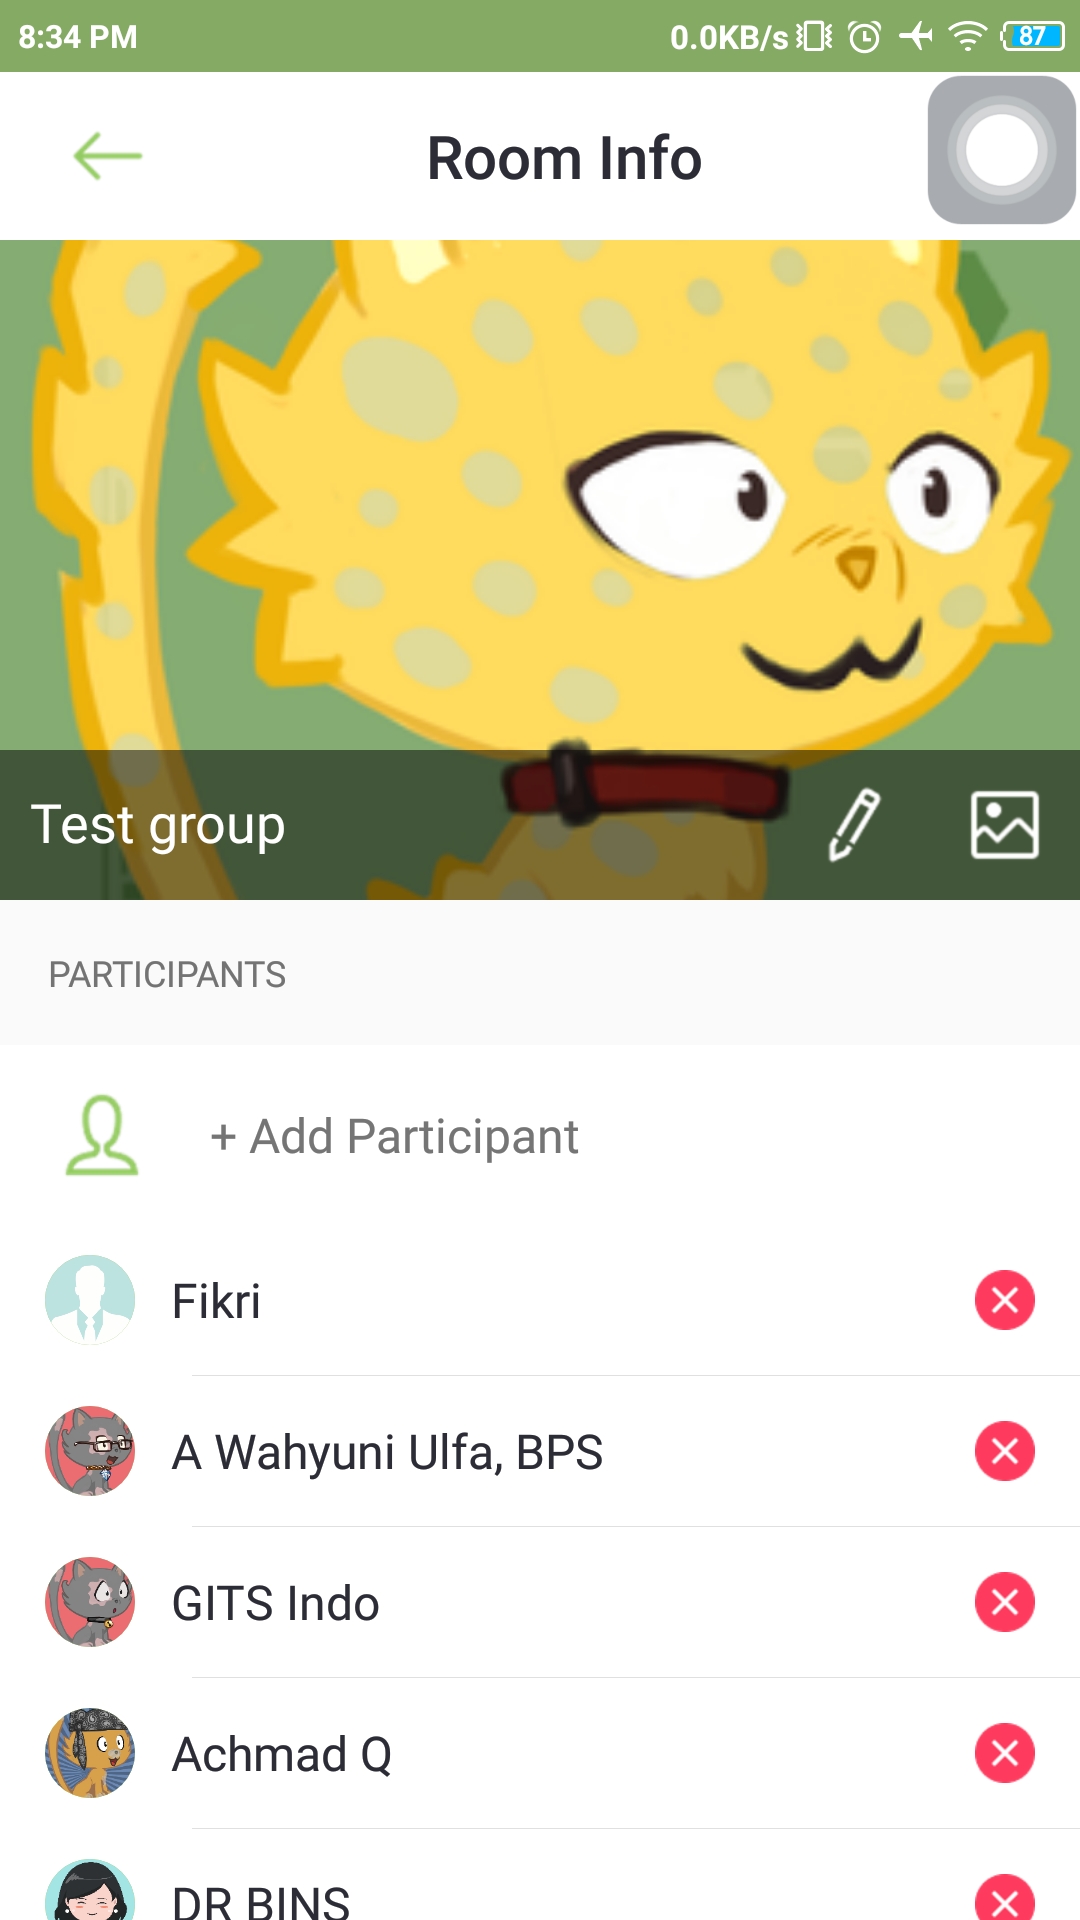 8:34 PM 0.0KB/s 87
Room Info
Test group
PARTICIPANTS
+ Add Participant
Fikri
A Wahyuni Ulfa, BPS
GITS Indo
Achmad Q
DR BINS